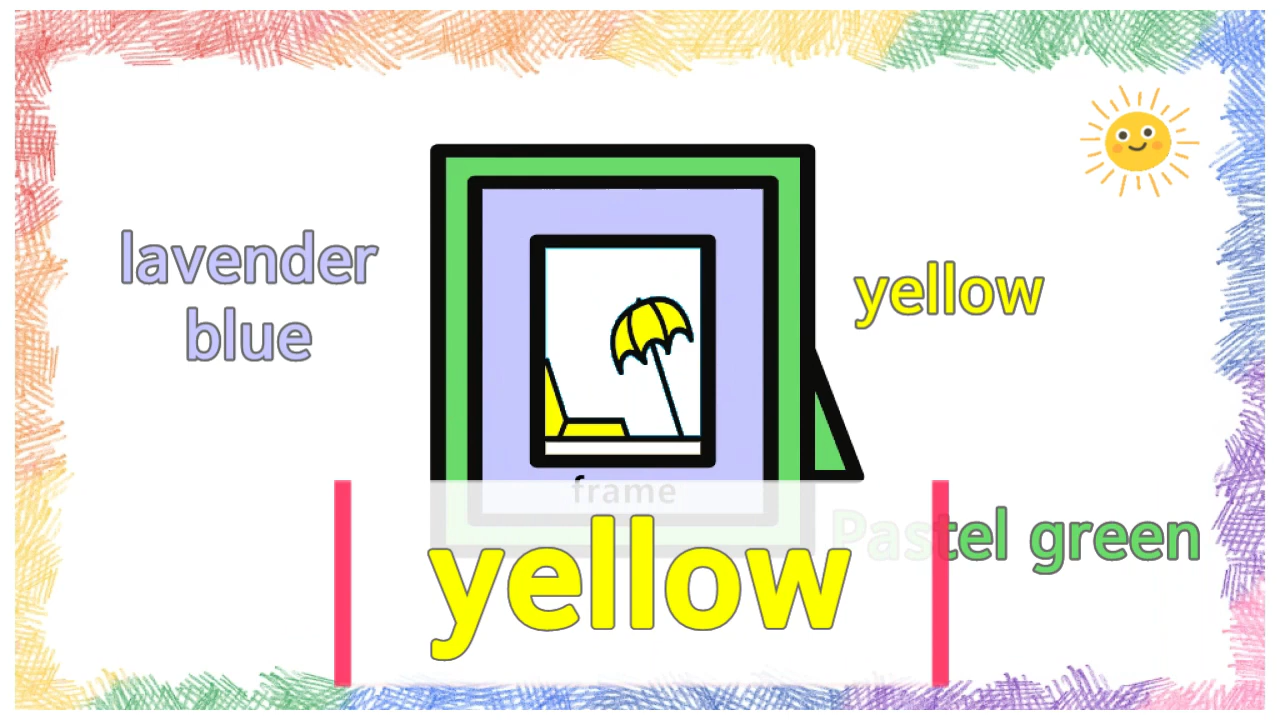 lavender
blue
yellow
frame
Pastel green
yellow